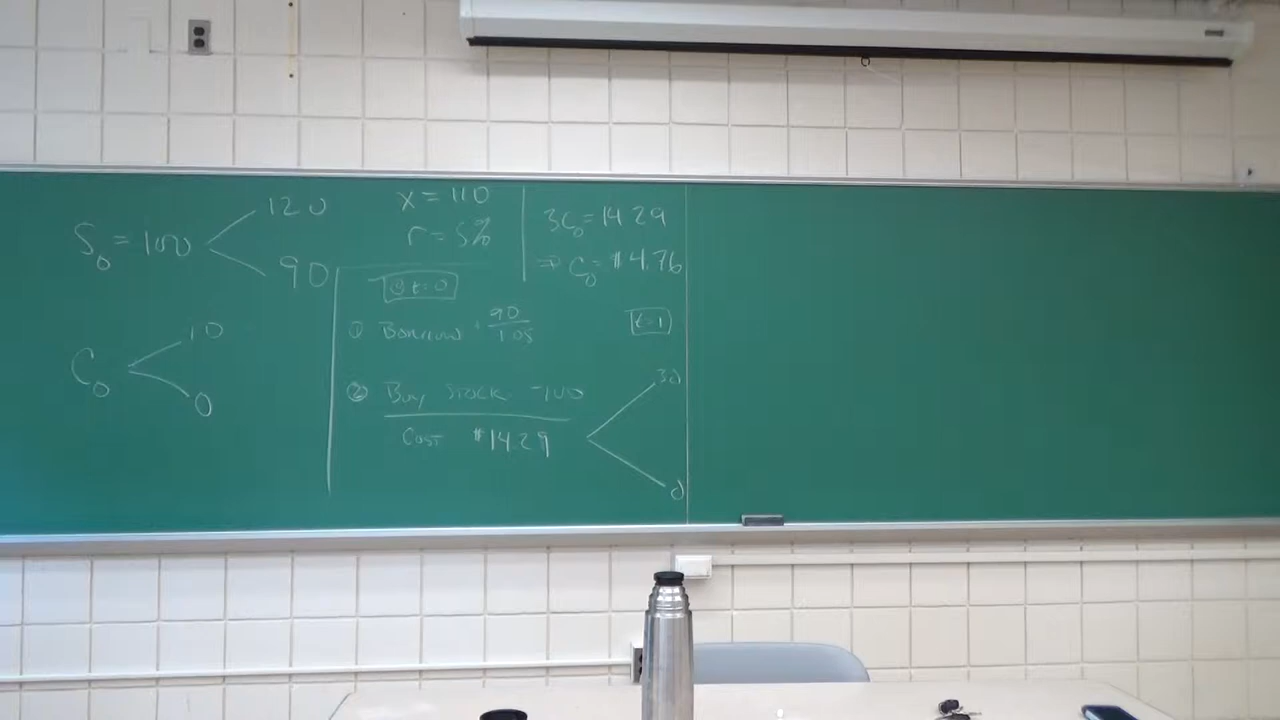 S₀ = 100
120
90
C₀
10
0
x = 110
r = 5%
@ t=0
① Borrow + 90/1.05
② Buy stock -100
Cost $14.29
3C₀ = 14.29
⇒ C₀ = $4.76
t=1
30
0